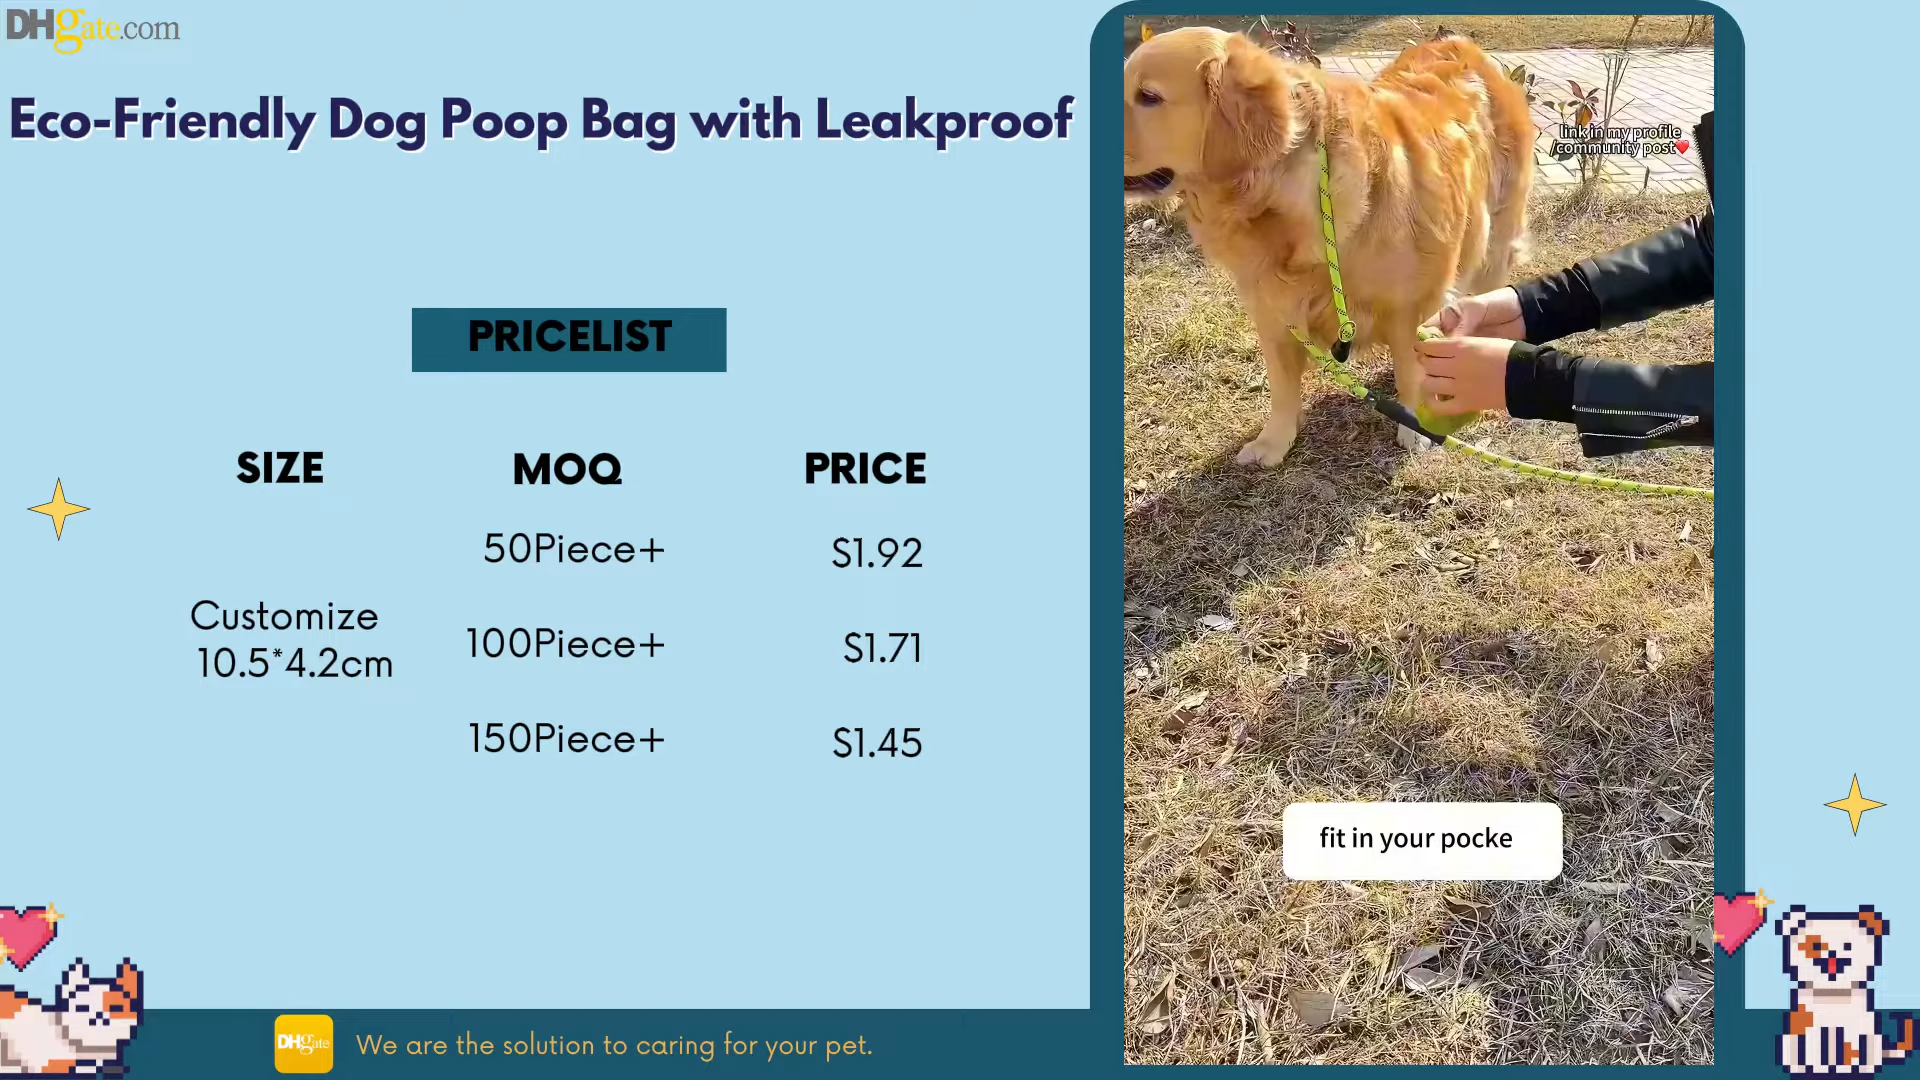 DHgate.com
Eco-Friendly Dog Poop Bag with Leakproof
PRICELIST
SIZE MOQ PRICE
50Piece+ $1.92
Customize
10.5*4.2cm
100Piece+ $1.71
150Piece+ $1.45
link in my profile
/community post❤️
fit in your pocke
DHgate We are the solution to caring for your pet.